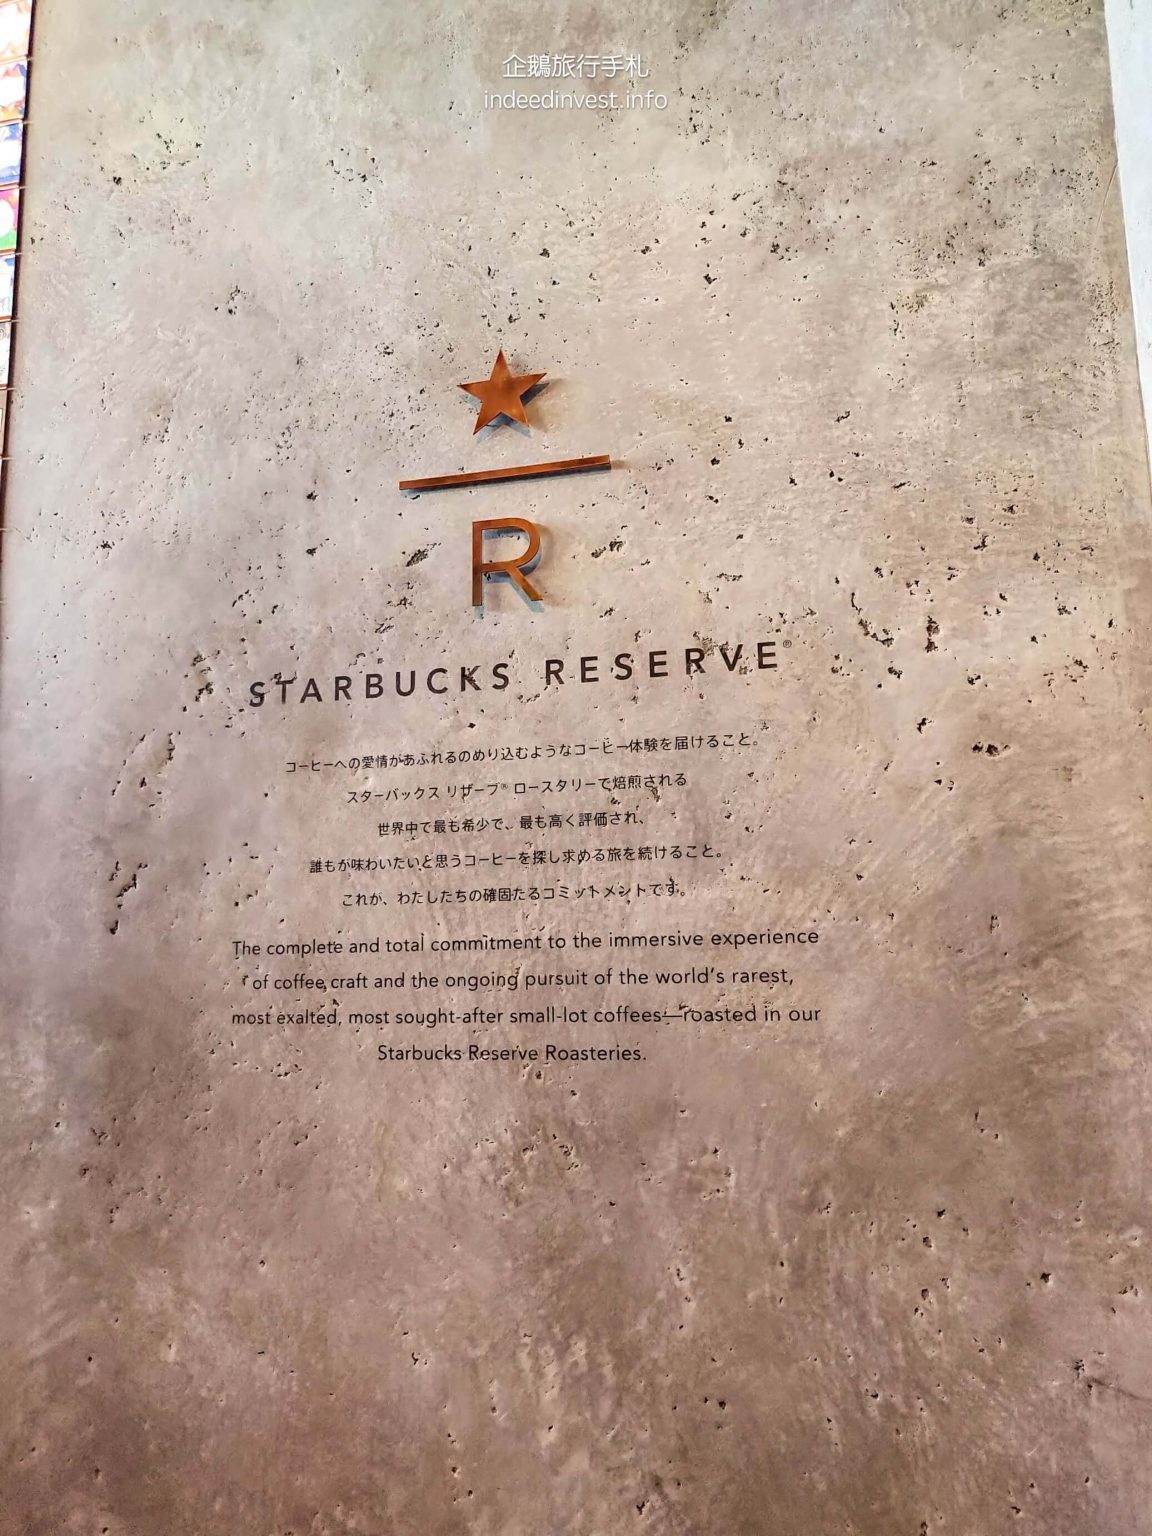 企鵝旅行手札
indeedinvest.info
R
STARBUCKS RESERVE®
コーヒーへの愛情があふれるのめり込むようなコーヒー体験を届けること。
スターバックス リザーブ® ロースタリーで焙煎される
世界中で最も希少で、最も高く評価され、
誰もが味わいたいと思うコーヒーを探し求める旅を続けること。
これが、わたしたちの確固たるコミットメントです。
The complete and total commitment to the immersive experience
of coffee craft and the ongoing pursuit of the world's rarest,
most exalted, most sought-after small-lot coffees—roasted in our
Starbucks Reserve Roasteries.